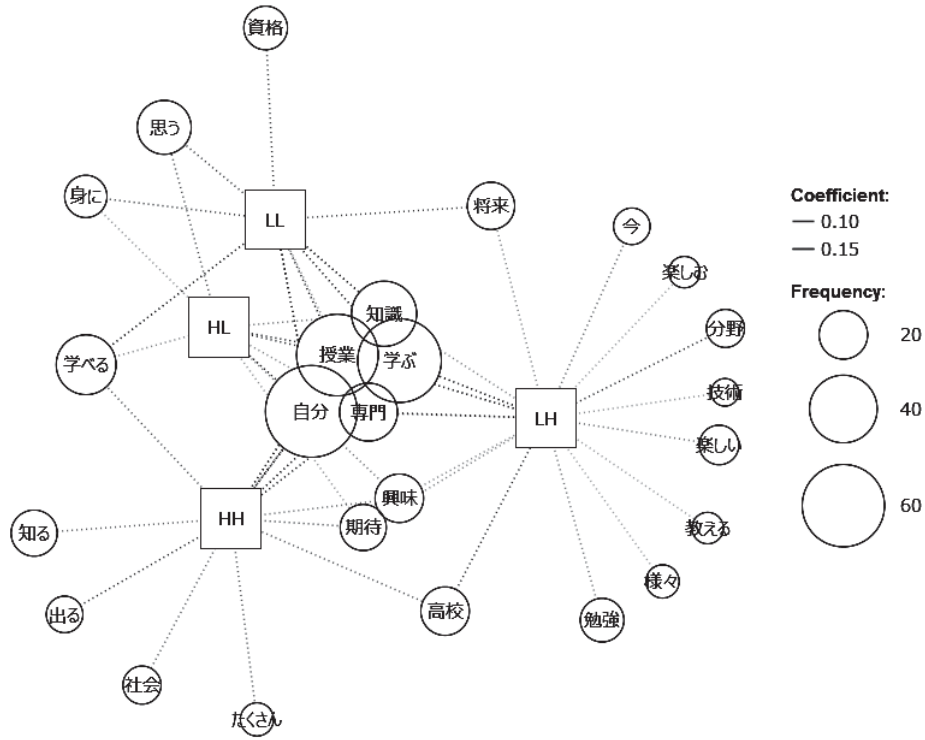 資格
思う
身に
LL
将来
今
楽しむ
Coefficient:
0.10
0.15
Frequency:
20
40
60
HL
知識
分野
学べる
授業
学ぶ
技術
自分
専門
LH
楽しい
興味
HH
期待
知る
教える
様々
出る
高校
勉強
社会
たくさん